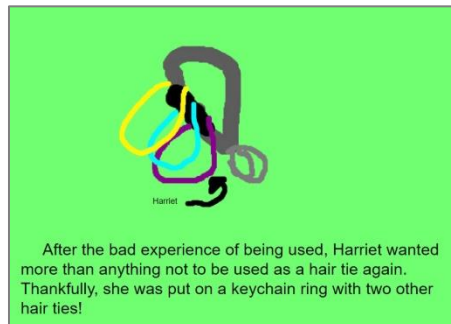 Harriet
After the bad experience of being used, Harriet wanted
more than anything not to be used as a hair tie again.
Thankfully, she was put on a keychain ring with two other
hair ties!